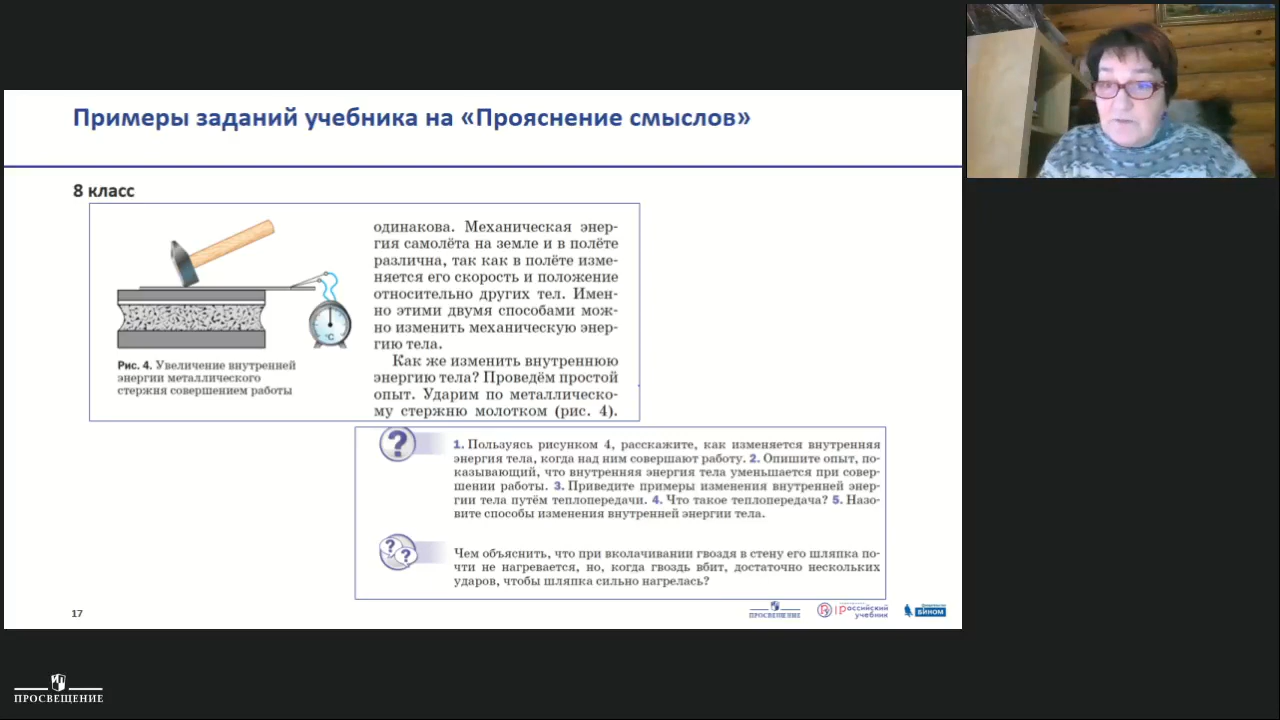 Примеры заданий учебника на «Прояснение смыслов»
8 класс
°C
Рис. 4. Увеличение внутренней
энергии металлического
стержня совершением работы
одинакова. Механическая энер-
гия самолёта на земле и в полёте
различна, так как в полёте изме-
няется его скорость и положение
относительно других тел. Имен-
но этими двумя способами мож-
но изменить механическую энер-
гию тела.
Как же изменить внутреннюю
энергию тела? Проведём простой
опыт. Ударим по металлическо-
му стержню молотком (рис. 4).
?
1. Пользуясь рисунком 4, расскажите, как изменяется внутренняя
энергия тела, когда над ним совершают работу. 2. Опишите опыт, по-
казывающий, что внутренняя энергия тела уменьшается при совер-
шении работы. 3. Приведите примеры изменения внутренней энер-
гии тела путём теплопередачи. 4. Что такое теплопередача? 5. Назо-
вите способы изменения внутренней энергии тела.
? ?
Чем объяснить, что при вколачивании гвоздя в стену его шляпка по-
чти не нагревается, но, когда гвоздь вбит, достаточно нескольких
ударов, чтобы шляпка сильно нагрелась?
17
ПРОСВЕЩЕНИЕ
российский
учебник
БИНОМ
ПРОСВЕЩЕНИЕ